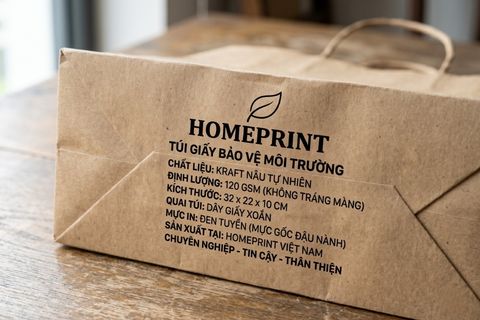 HOMEPRINT
TÚI GIẤY BẢO VỆ MÔI TRƯỜNG
CHẤT LIỆU: KRAFT NÂU TỰ NHIÊN
ĐỊNH LƯỢNG: 120 GSM (KHÔNG TRÁNG MÀNG)
KÍCH THƯỚC: 32 x 22 x 10 CM
QUAI TÚI: DÂY GIẤY XOẮN
MỰC IN: ĐEN TUYỀN (MỰC GỐC ĐẬU NÀNH)
SẢN XUẤT TẠI: HOMEPRINT VIỆT NAM
CHUYÊN NGHIỆP - TIN CẬY - THÂN THIỆN